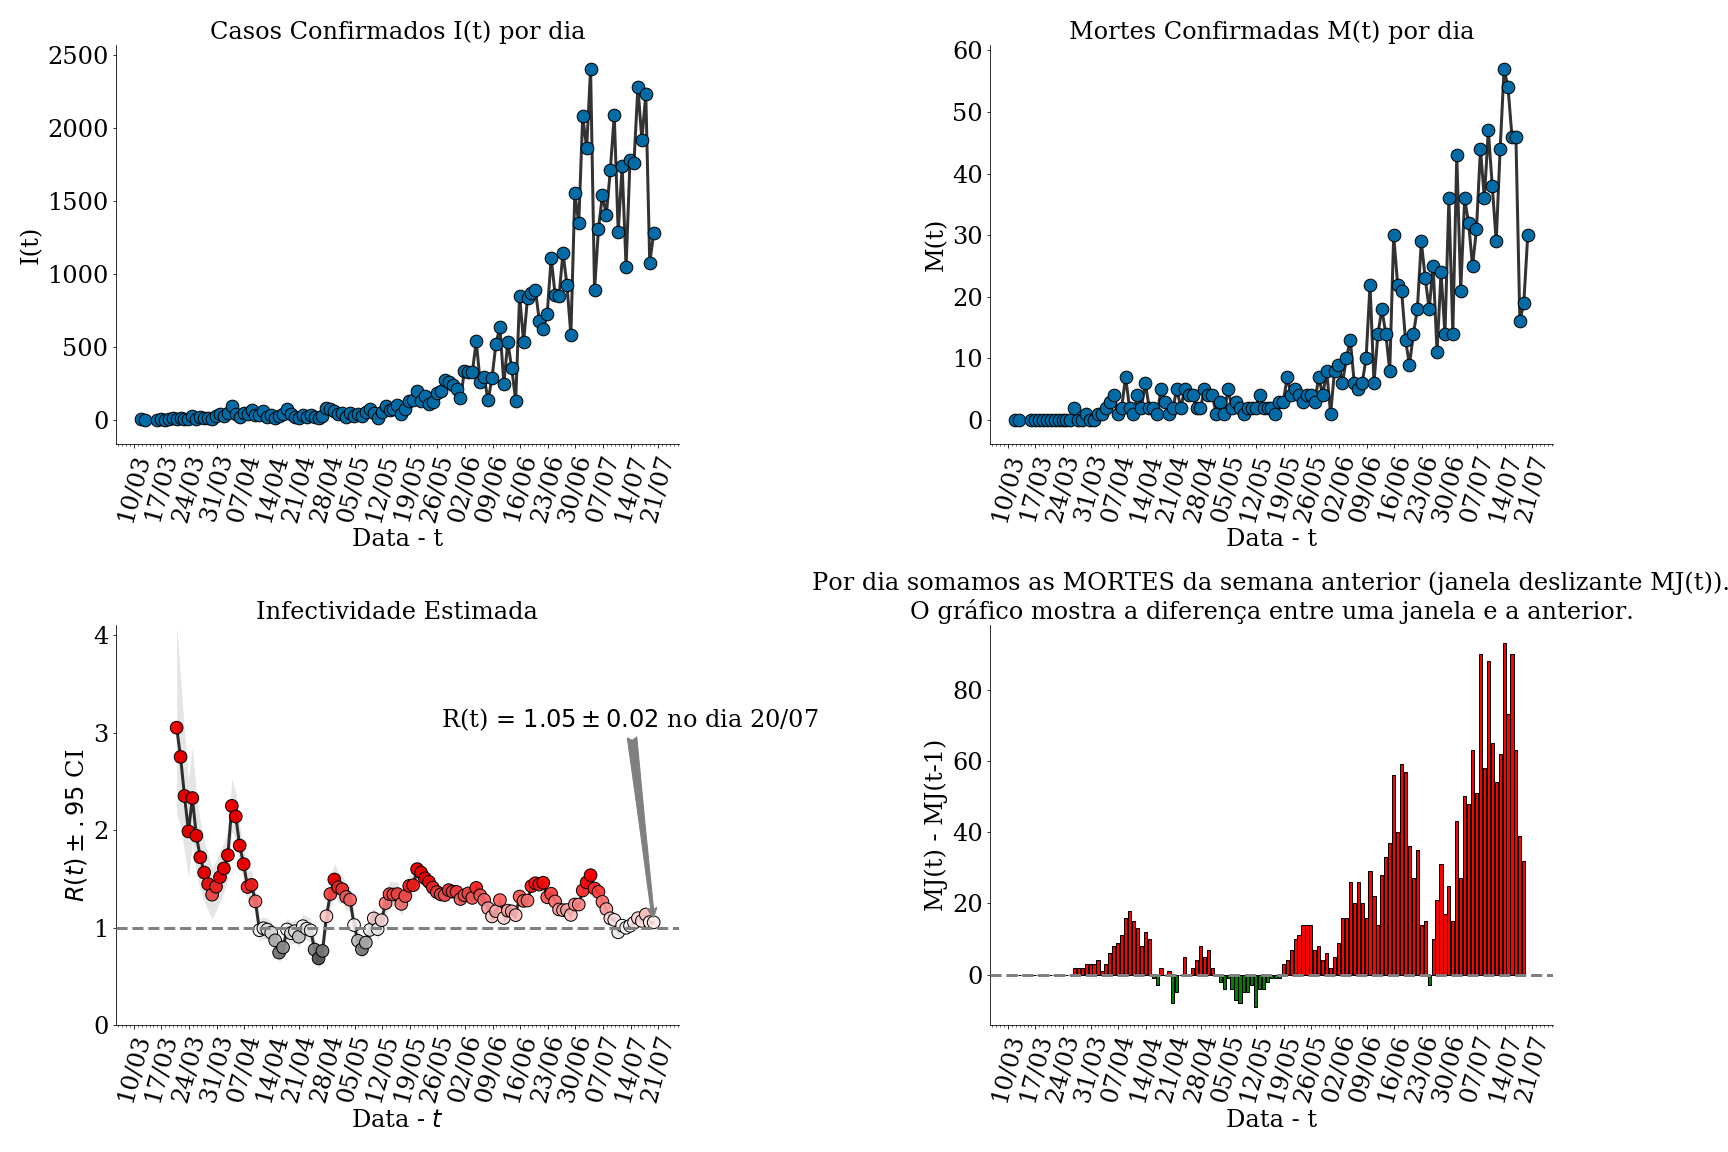 Casos Confirmados I(t) por dia
2500
2000
1500
1000
500
0
I(t)
10/03 17/03 24/03 31/03 07/04 14/04 21/04 28/04 05/05 12/05 19/05 26/05 02/06 09/06 16/06 23/06 30/06 07/07 14/07 21/07
Data - t
Mortes Confirmadas M(t) por dia
60
50
40
30
20
10
0
M(t)
10/03 17/03 24/03 31/03 07/04 14/04 21/04 28/04 05/05 12/05 19/05 26/05 02/06 09/06 16/06 23/06 30/06 07/07 14/07 21/07
Data - t
Infectividade Estimada
4
3
2
1
0
R(t) ± .95 CI
R(t) = 1.05 ± 0.02 no dia 20/07
10/03 17/03 24/03 31/03 07/04 14/04 21/04 28/04 05/05 12/05 19/05 26/05 02/06 09/06 16/06 23/06 30/06 07/07 14/07 21/07
Data - t
Por dia somamos as MORTES da semana anterior (janela deslizante MJ(t)).
O gráfico mostra a diferença entre uma janela e a anterior.
80
60
40
20
0
MJ(t) - MJ(t-1)
10/03 17/03 24/03 31/03 07/04 14/04 21/04 28/04 05/05 12/05 19/05 26/05 02/06 09/06 16/06 23/06 30/06 07/07 14/07 21/07
Data - t